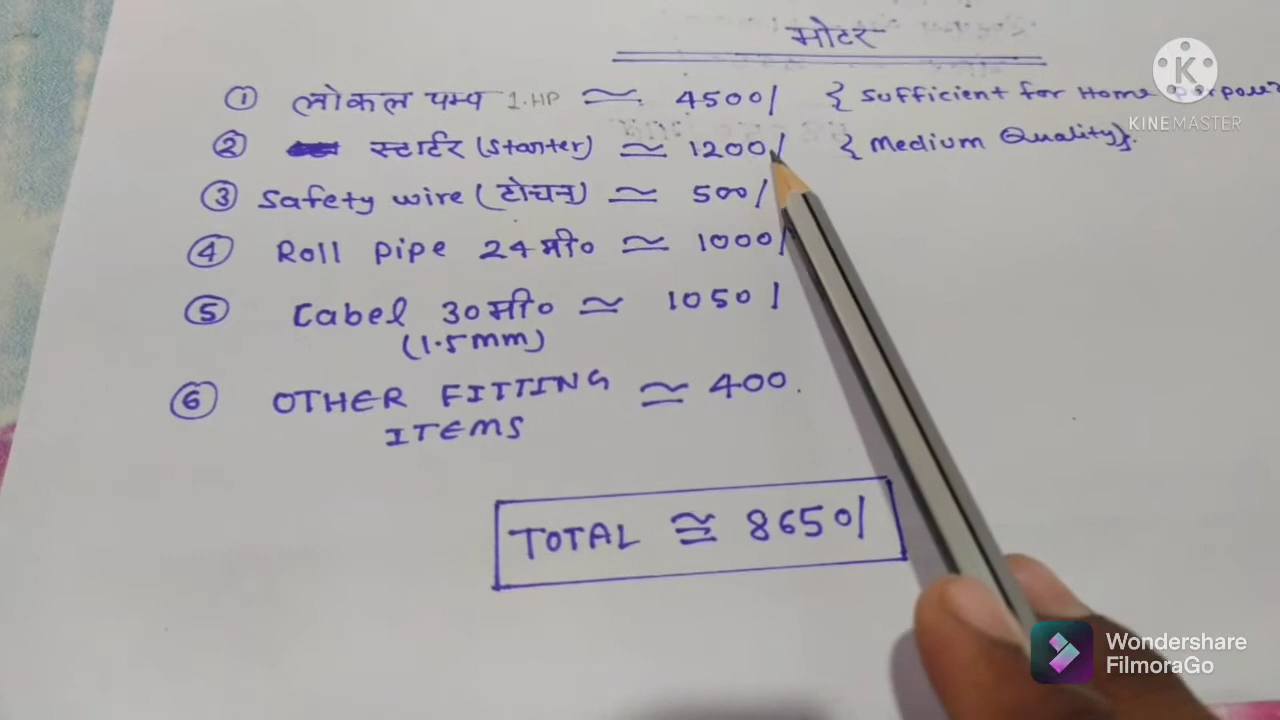 मोटर
① लोकल पम्प 1.HP ≃ 4500/ { Sufficient for Home Purpose
② स्टार्टर (Starter) ≃ 1200/ { Medium Quality}.
③ Safety wire (टोचन) ≃ 500/
④ Roll pipe 24मी० ≃ 1000/
⑤ Cabel 30मी० ≃ 1050/
(1.5mm)
⑥ OTHER FITTING ≃ 400.
ITEMS
TOTAL ≅ 8650/
KINEMASTER
Wondershare
FilmoraGo